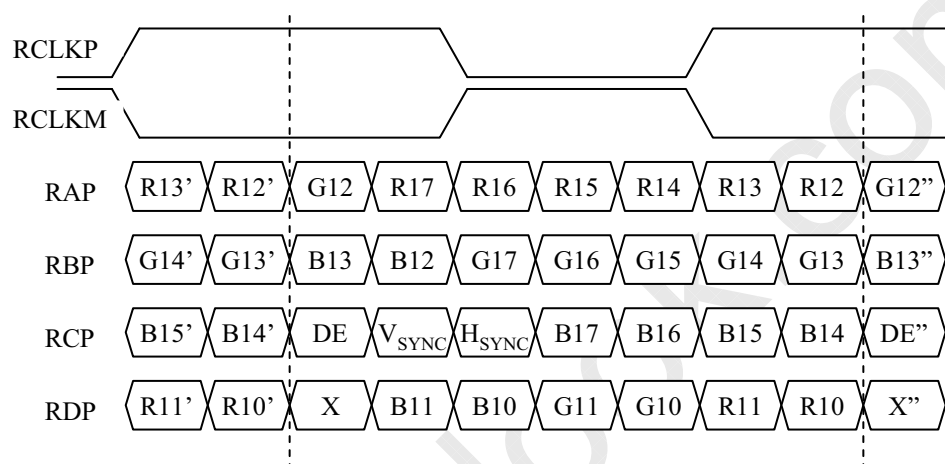 RCLKP
RCLKM
RAP R13’ R12’ G12 R17 R16 R15 R14 R13 R12 G12”
RBP G14’ G13’ B13 B12 G17 G16 G15 G14 G13 B13”
RCP B15’ B14’ DE VSYNC HSYNC B17 B16 B15 B14 DE”
RDP R11’ R10’ X B11 B10 G11 G10 R11 R10 X”